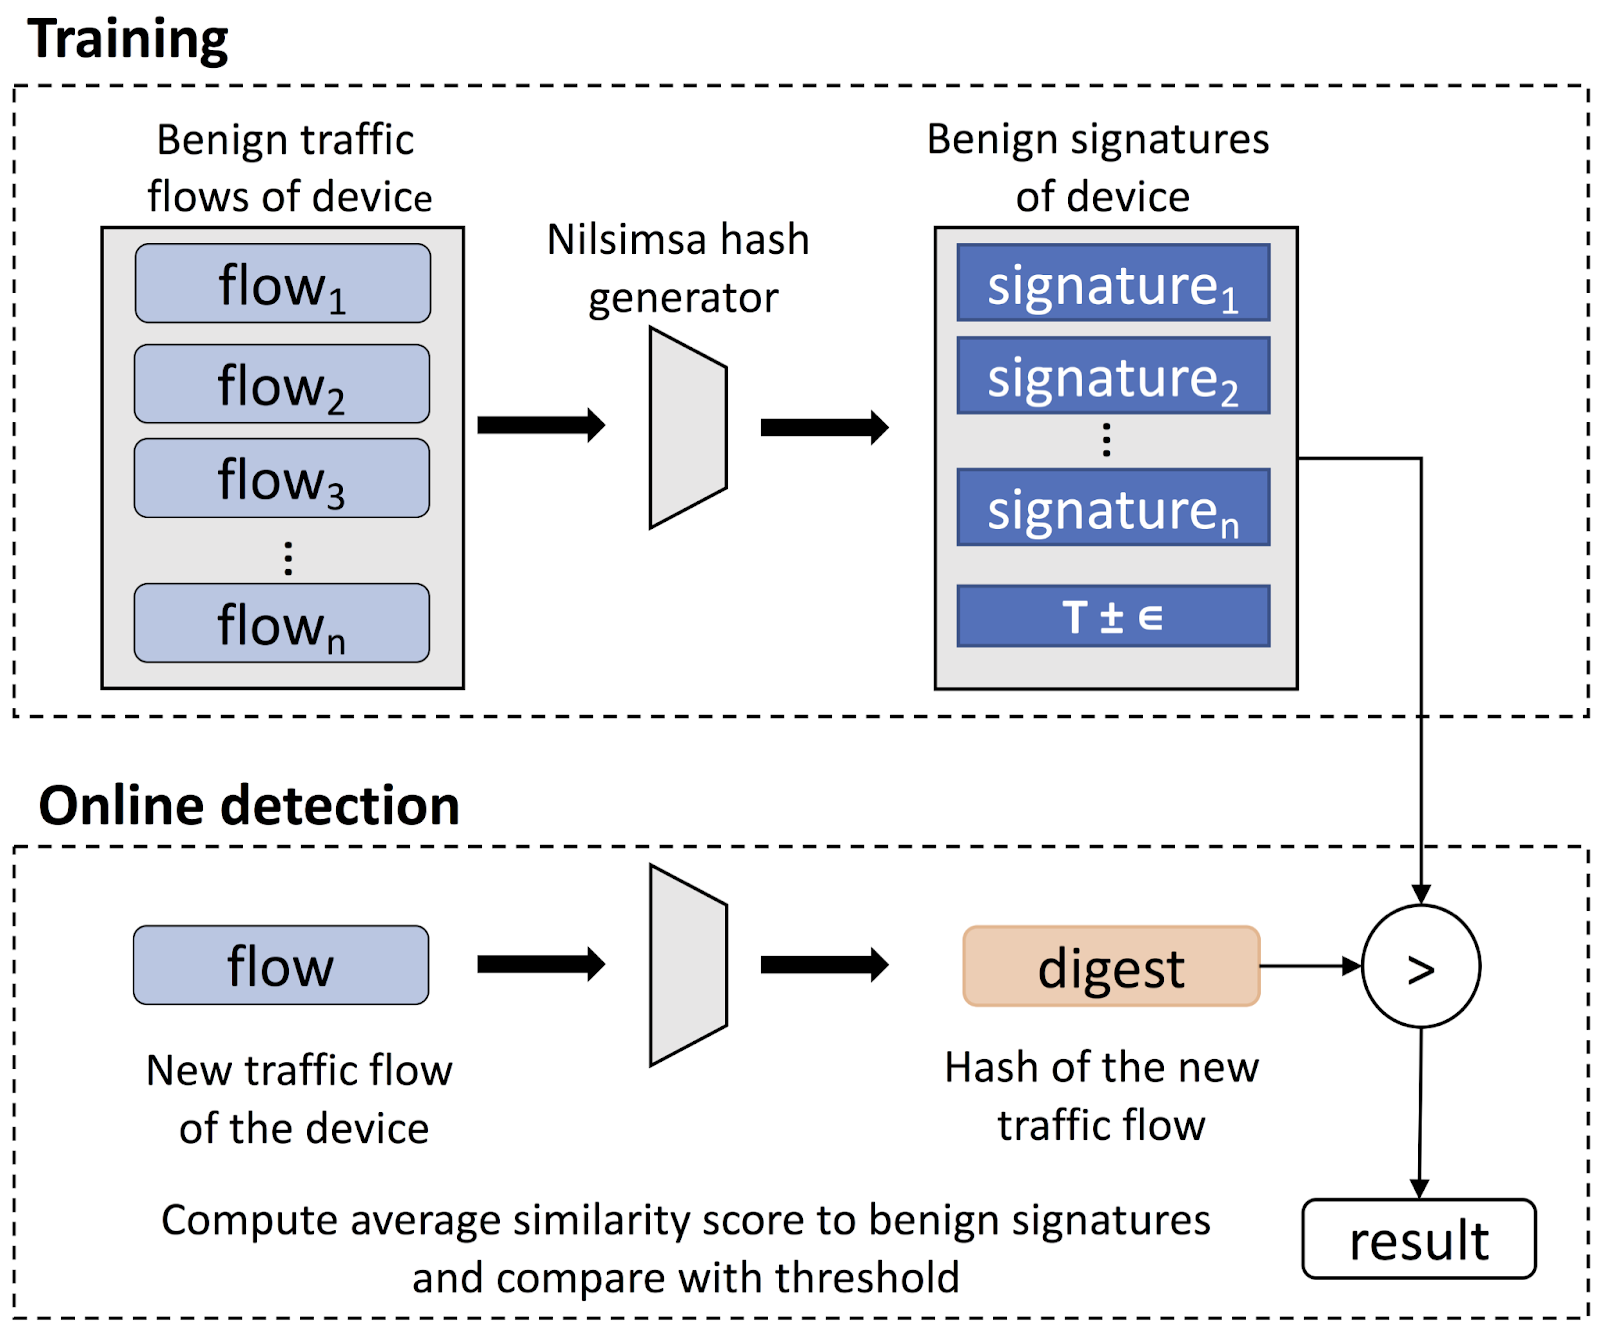 Training
Benign traffic
flows of device
flow1
flow2
flow3
⋮
flown
Nilsimsa hash
generator
Benign signatures
of device
signature1
signature2
⋮
signaturen
T ± ∊
Online detection
flow
New traffic flow
of the device
digest
Hash of the new
traffic flow
>
Compute average similarity score to benign signatures
and compare with threshold
result